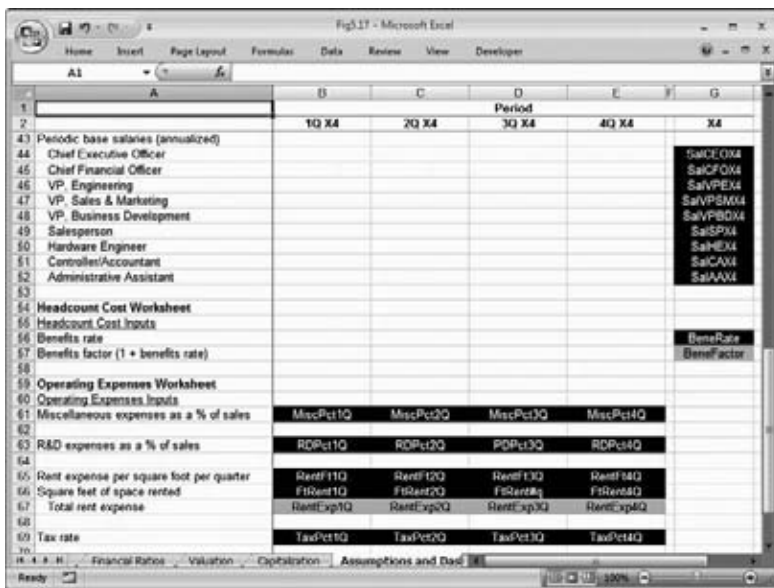 Fig5.17 - Microsoft Excel
Home Insert Page Layout Formulas Data Review View Developer
A1 fx
A B C D E F G
1 Period
2 1Q X4 2Q X4 3Q X4 4Q X4 X4
43 Periodic base salaries (annualized)
44 Chief Executive Officer SalCEOX4
45 Chief Financial Officer SalCFOX4
46 VP, Engineering SalVPEX4
47 VP, Sales & Marketing SalVPSMX4
48 VP, Business Development SalVPBDX4
49 Salesperson SalSPX4
50 Hardware Engineer SalHEX4
51 Controller/Accountant SalCAX4
52 Administrative Assistant SalAAX4
53
54 Headcount Cost Worksheet
55 Headcount Cost Inputs
56 Benefits rate BeneRate
57 Benefits factor (1 + benefits rate) BeneFactor
58
59 Operating Expenses Worksheet
60 Operating Expenses Inputs
61 Miscellaneous expenses as a % of sales MiscPct1Q MiscPct2Q MiscPct3Q MiscPct4Q
62
63 R&D expenses as a % of sales RDPct1Q RDPct2Q PDPct3Q RDPct4Q
64
65 Rent expense per square foot per quarter RentFt1Q RentFt2Q RentFt3Q RentFt4Q
66 Square feet of space rented FtRent1Q FtRent2Q FtRent4Q
67 Total rent expense RentExp1Q RentExp2Q RentExp3Q RentExp4Q
68
69 Tax rate TaxPct1Q TaxPct2Q TaxPct3Q TaxPct4Q
70
Financial Ratios Valuation Capitalization Assumptions and Das
Ready 100%